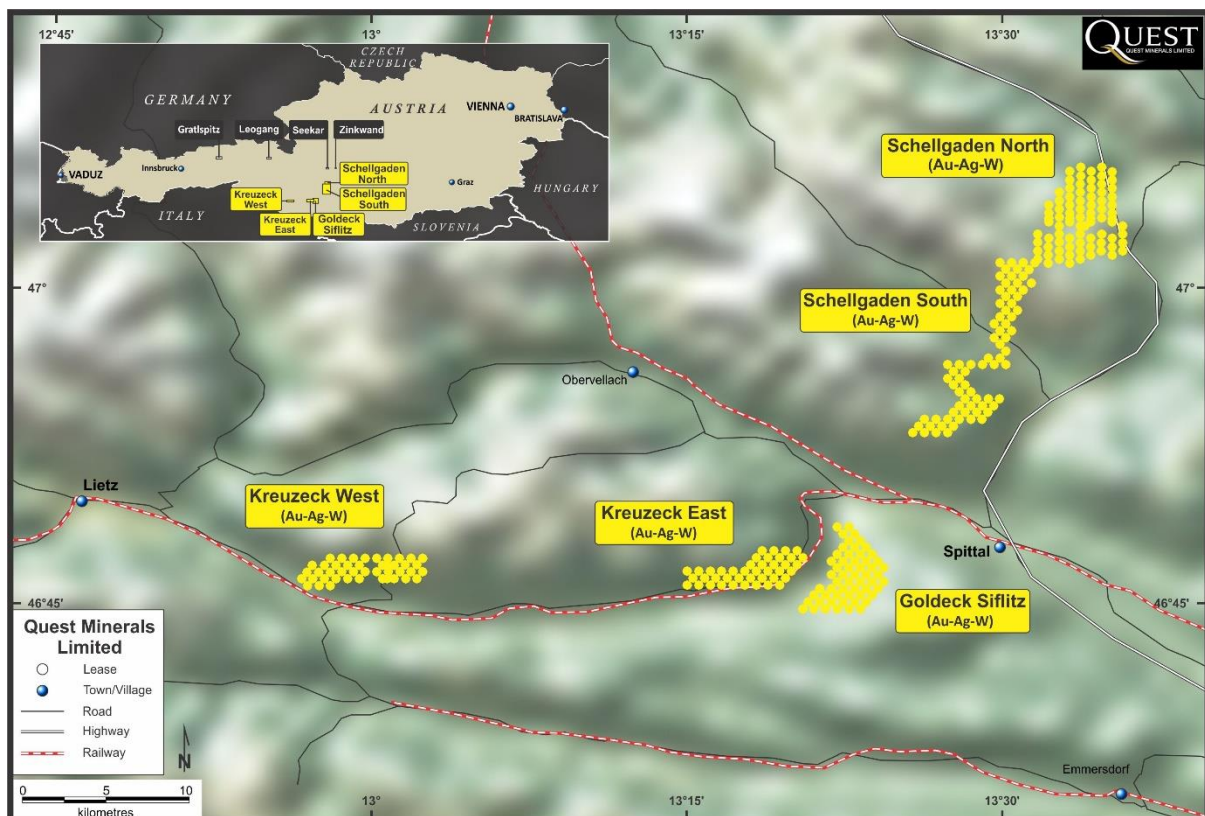 12°45'
13°
13°15'
13°30'
QUEST
QUEST MINERALS LIMITED
CZECH
REPUBLIC
GERMANY
AUSTRIA
VIENNA
BRATISLAVA
Gratlspitz
Leogang
Seekar
Zinkwand
VADUZ
Innsbruck
Schellgaden
North
Graz
HUNGARY
Kreuzeck
West
Schellgaden
South
ITALY
Kreuzeck
East
Goldeck
Siflitz
SLOVENIA
Schellgaden North
(Au-Ag-W)
47°
47°
Schellgaden South
(Au-Ag-W)
Obervellach
Lietz
Kreuzeck West
(Au-Ag-W)
Kreuzeck East
(Au-Ag-W)
Spittal
46°45'
46°45'
Goldeck Siflitz
(Au-Ag-W)
Quest Minerals
Limited
Lease
Town/Village
Road
Highway
Railway
N
0 5 10
kilometres
Emmersdorf
13°
13°15'
13°30'